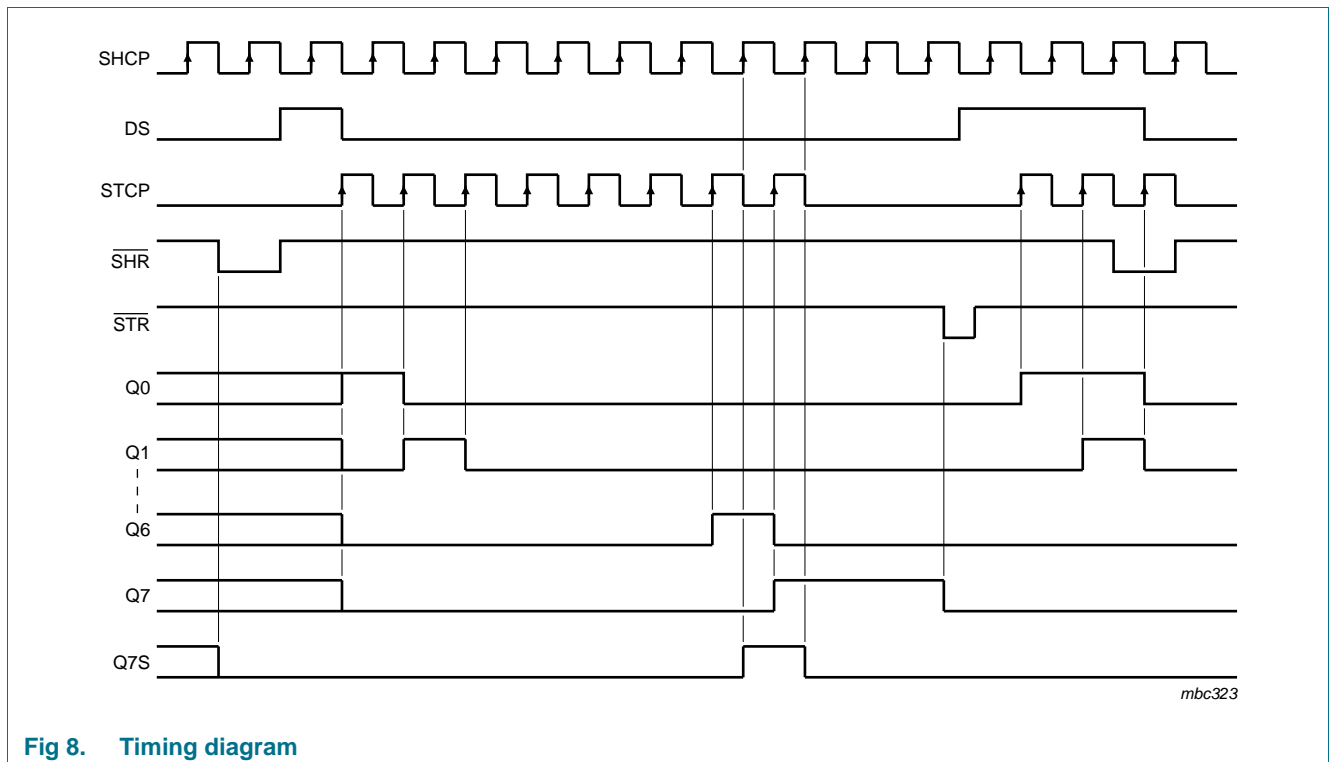 SHCP
DS
STCP
SHR
STR
Q0
Q1
Q6
Q7
Q7S
mbc323
Fig 8. Timing diagram